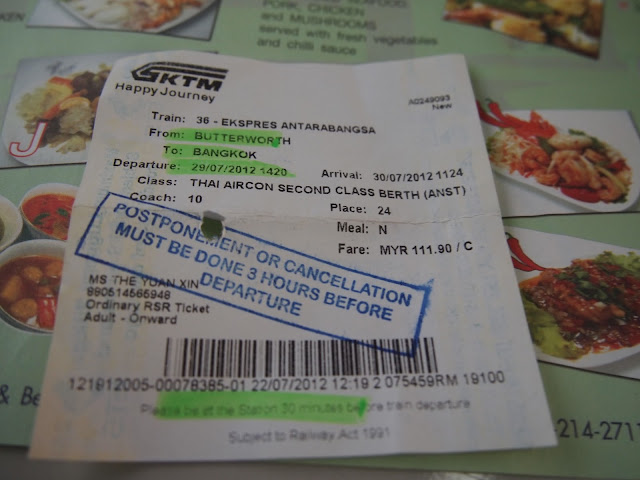 PORK, CHICKEN
and MUSHROOMS
served with fresh vegetables
and chilli sauce
KTM
Happy Journey
A0249093
New
Train: 36 - EKSPRES ANTARABANGSA
From: BUTTERWORTH
To: BANGKOK
Departure: 29/07/2012 1420 Arrival: 30/07/2012 1124
Class: THAI AIRCON SECOND CLASS BERTH (ANST)
Coach: 10 Place: 24
Meal: N
Fare: MYR 111.90 / C
POSTPONEMENT OR CANCELLATION
MUST BE DONE 3 HOURS BEFORE
DEPARTURE
MS THE YUAN XIN
890514565948
Ordinary RSR Ticket
Adult - Onward
121912005-00078385-01 22/07/2012 12:19 2 075459RM 19100
Please be at the Station 30 minutes before train departure
Subject to Railway Act 1991
-214-2711